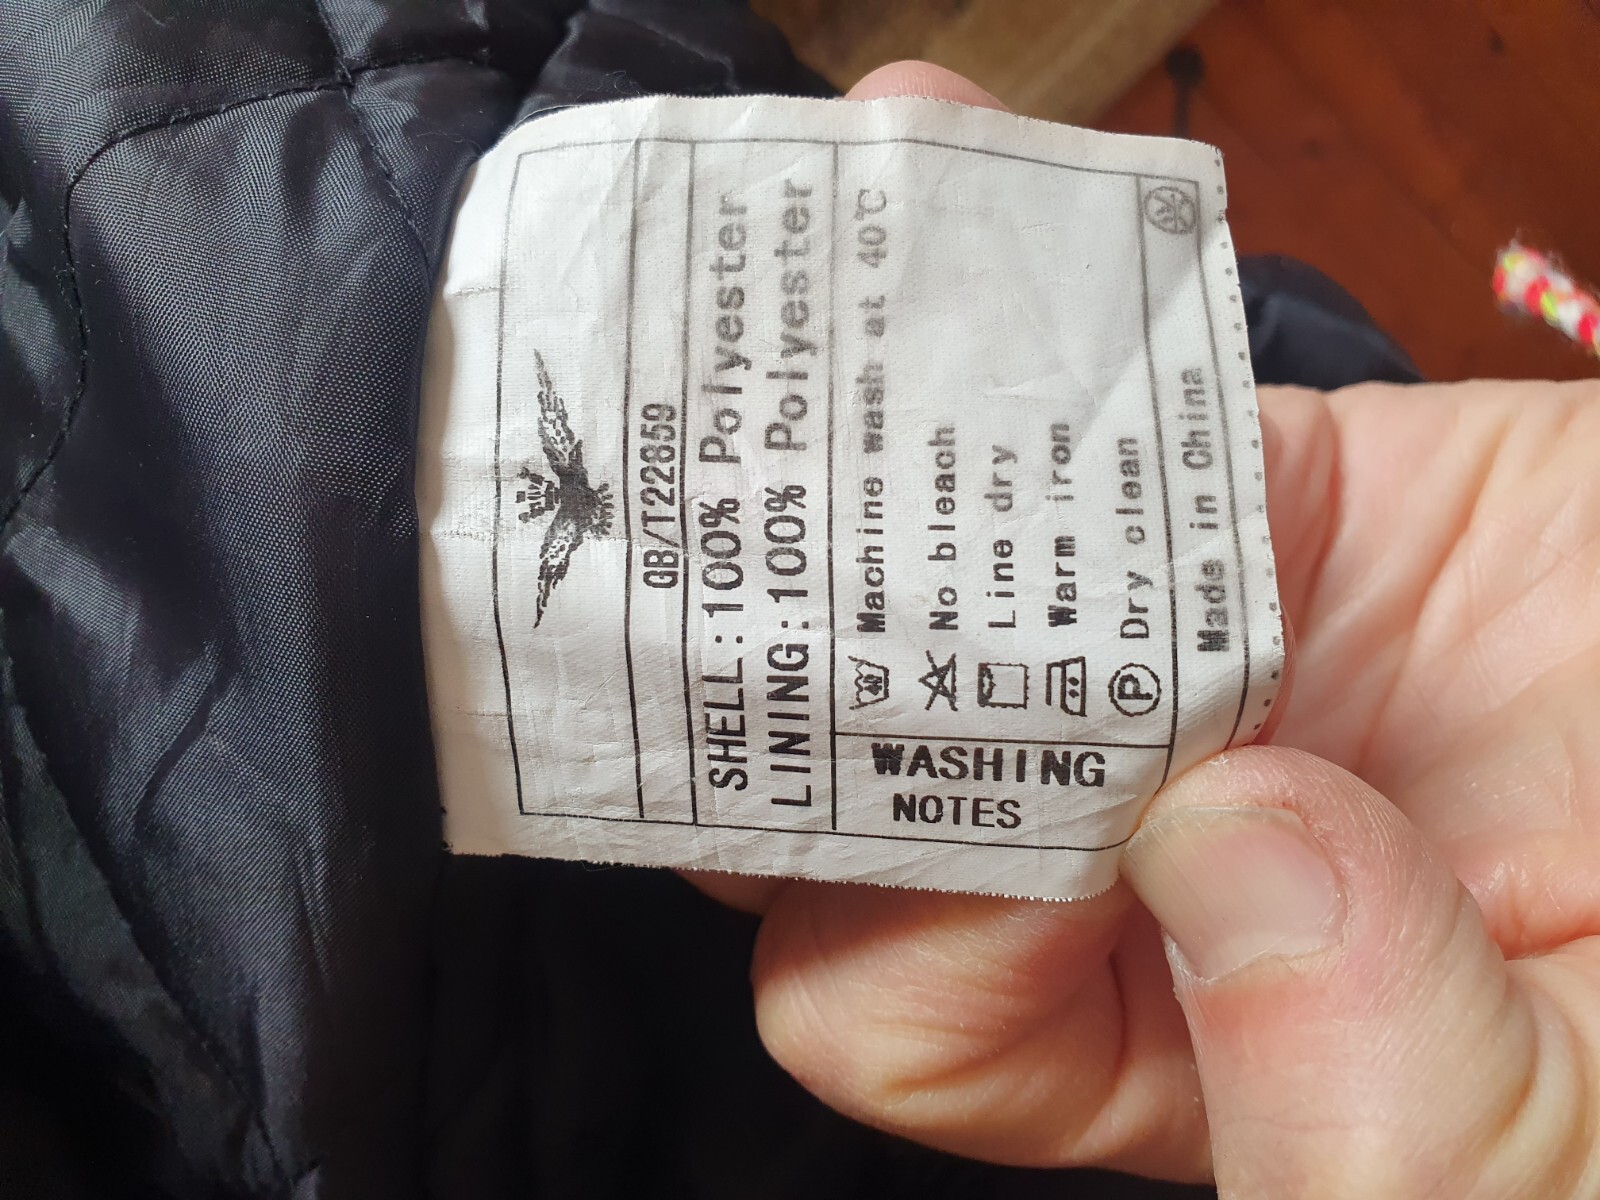 GB/T22859
SHELL:100% Polyester
LINING:100% Polyester
WASHING
NOTES
40 Machine wash at 40℃
No bleach
Line dry
Warm iron
P Dry clean
Made in China